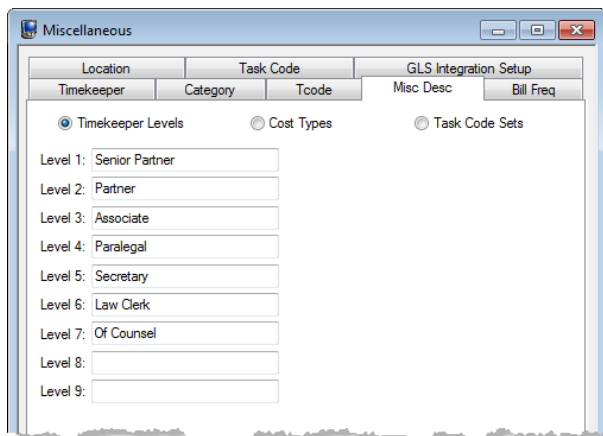 Miscellaneous
Location Task Code GLS Integration Setup
Timekeeper Category Tcode Misc Desc Bill Freq
Timekeeper Levels Cost Types Task Code Sets
Level 1: Senior Partner
Level 2: Partner
Level 3: Associate
Level 4: Paralegal
Level 5: Secretary
Level 6: Law Clerk
Level 7: Of Counsel
Level 8:
Level 9: